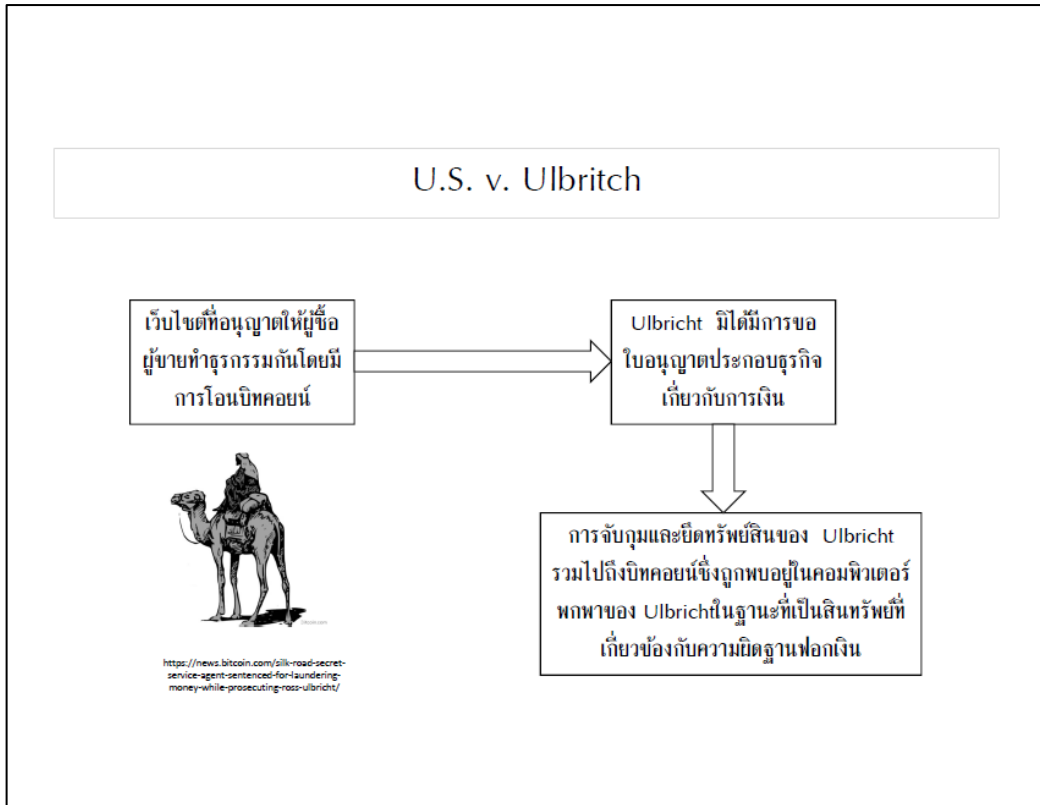 U.S. v. Ulbritch
เว็บไซต์ที่อนุญาตให้ผู้ซื้อ
ผู้ขายทำธุรกรรมกันโดยมี
การโอนบิทคอยน์
Ulbricht มิได้มีการขอ
ใบอนุญาตประกอบธุรกิจ
เกี่ยวกับการเงิน
การจับกุมและยึดทรัพย์สินของ Ulbricht
รวมไปถึงบิทคอยน์ซึ่งถูกพบอยู่ในคอมพิวเตอร์
พกพาของ Ulbrichtในฐานะที่เป็นสินทรัพย์ที่
เกี่ยวข้องกับความผิดฐานฟอกเงิน
https://news.bitcoin.com/silk-road-secret-
service-agent-sentenced-for-laundering-
money-while-prosecuting-ross-ulbricht/